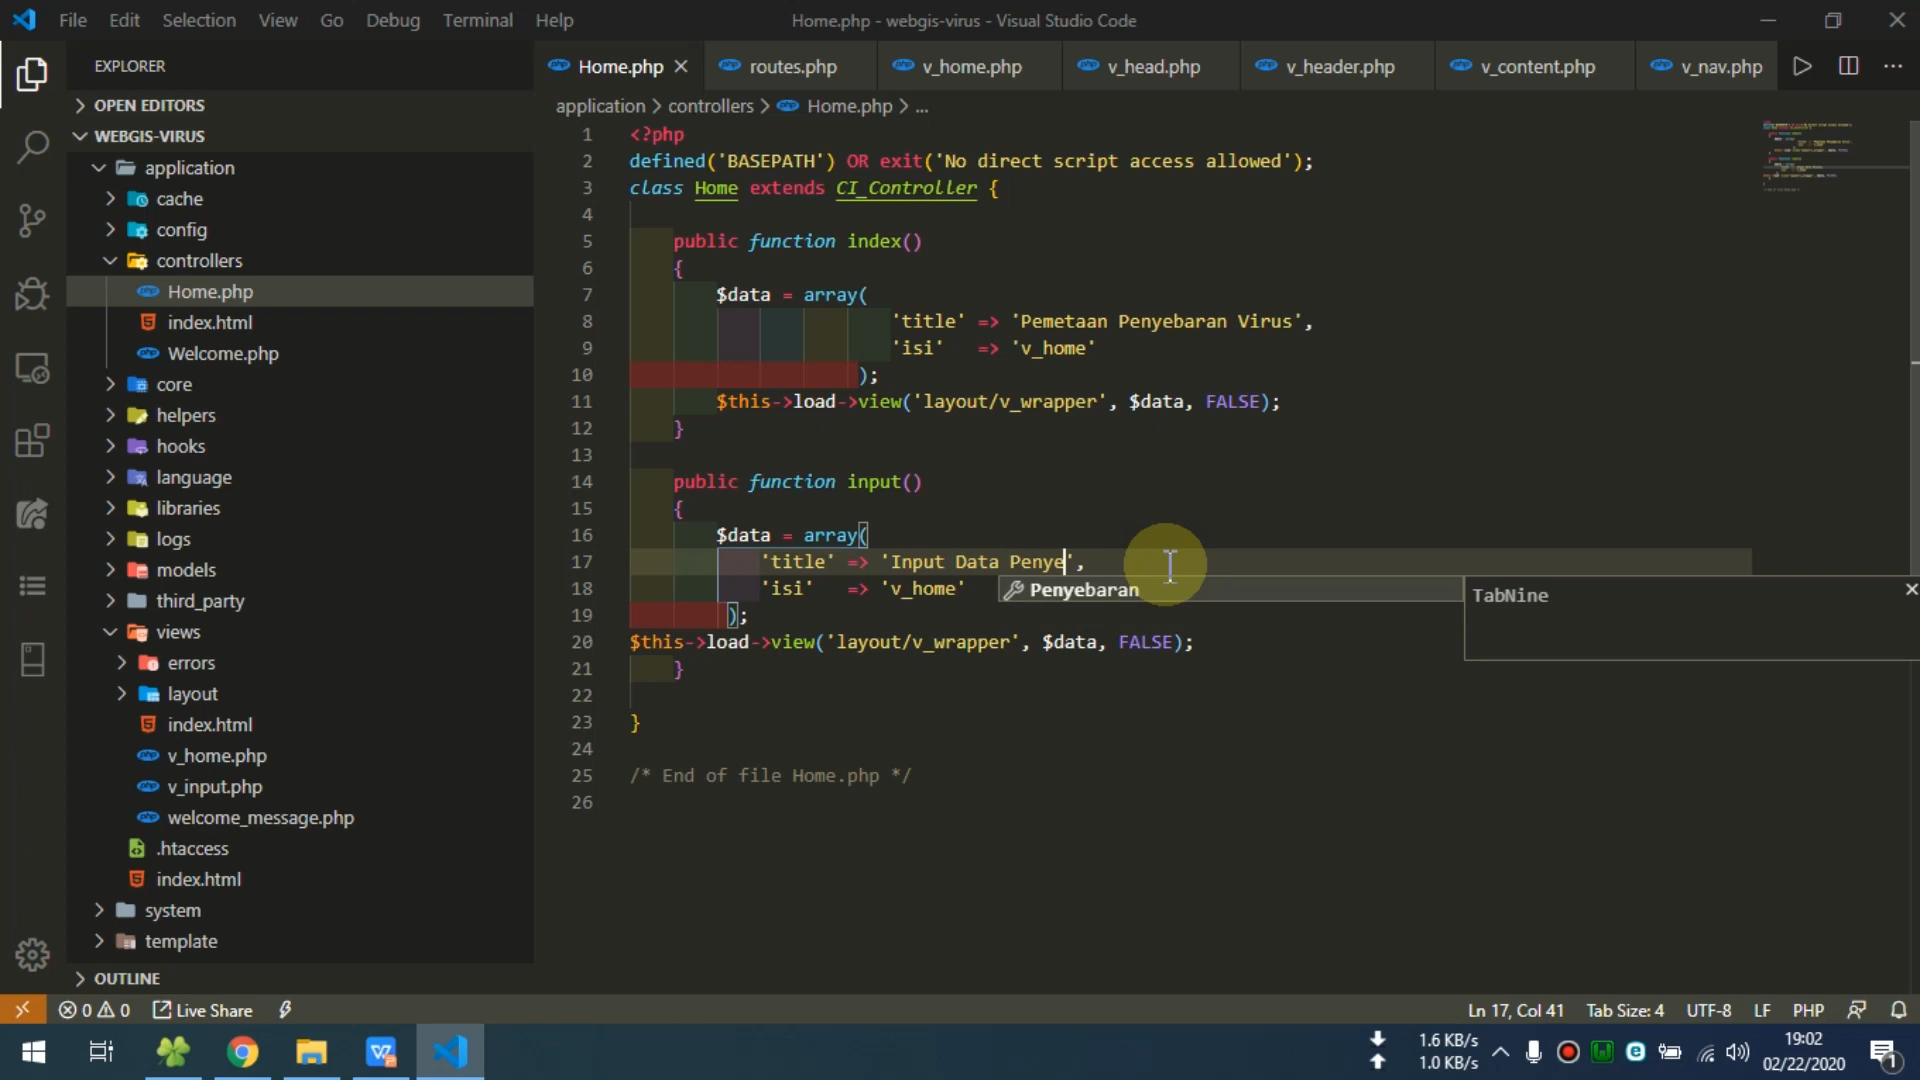 File Edit Selection View Go Debug Terminal Help
Home.php - webgis-virus - Visual Studio Code
EXPLORER
OPEN EDITORS
WEBGIS-VIRUS
application
cache
config
controllers
Home.php
index.html
Welcome.php
core
helpers
hooks
language
libraries
logs
models
third_party
views
errors
layout
index.html
v_home.php
v_input.php
welcome_message.php
.htaccess
index.html
system
template
OUTLINE
Home.php routes.php v_home.php v_head.php v_header.php v_content.php v_nav.php
application > controllers > Home.php > ...
1 <?php
2 defined('BASEPATH') OR exit('No direct script access allowed');
3 class Home extends CI_Controller {
4
5 public function index()
6 {
7 $data = array(
8 'title' => 'Pemetaan Penyebaran Virus',
9 'isi' => 'v_home'
10 );
11 $this->load->view('layout/v_wrapper', $data, FALSE);
12 }
13
14 public function input()
15 {
16 $data = array(
17 'title' => 'Input Data Penye',
18 'isi' => 'v_home'
19 );
20 $this->load->view('layout/v_wrapper', $data, FALSE);
21 }
22
23 }
24
25 /* End of file Home.php */
26
Penyebaran
TabNine
0 0 Live Share
Ln 17, Col 41 Tab Size: 4 UTF-8 LF PHP
1.6 KB/s
1.0 KB/s
19:02
02/22/2020
1